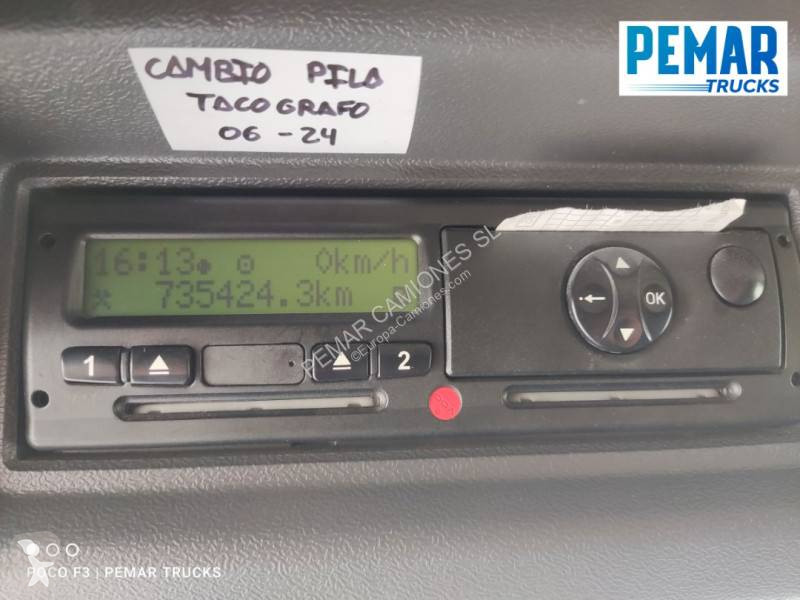 PEMAR
TRUCKS
CAMBIO PILA
TACOGRAFO
06-24
16:13 0km/h
735424.3km
1
2
OK
PEMAR CAMIONES SL
©Europa-Camiones.com
POCO F3 | PEMAR TRUCKS